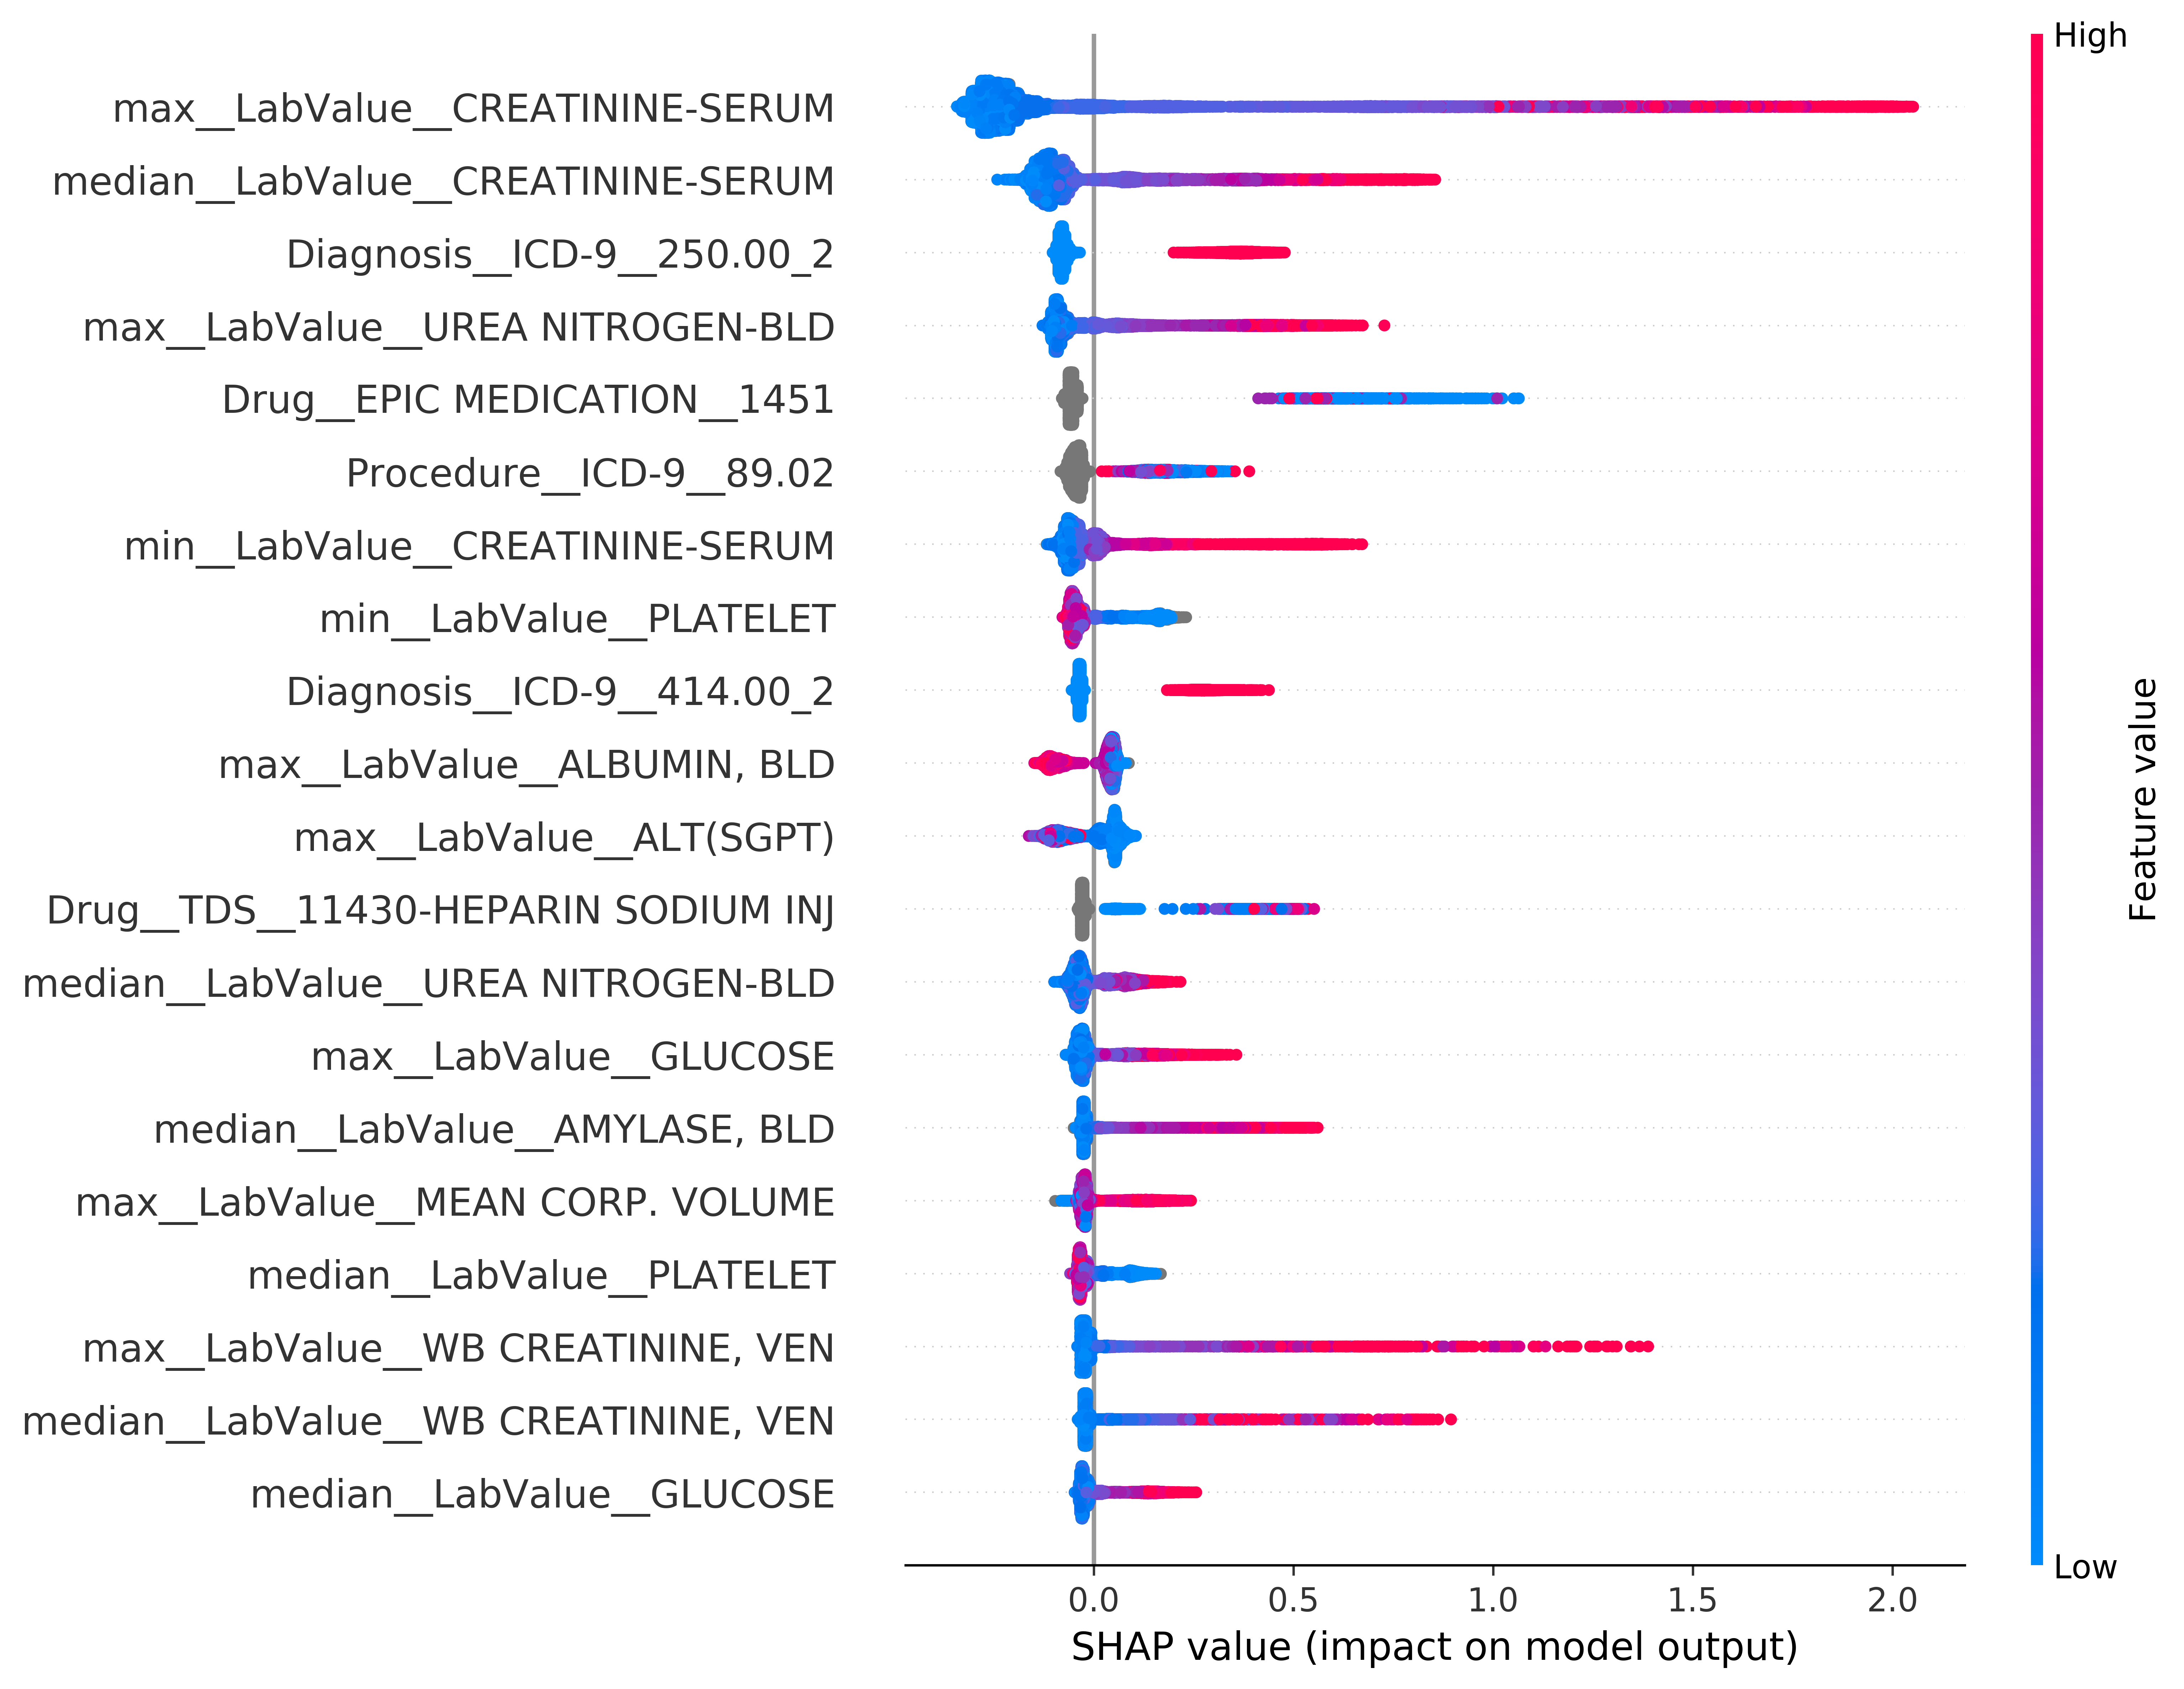 High
max__LabValue__CREATININE-SERUM
median__LabValue__CREATININE-SERUM
Diagnosis__ICD-9__250.00_2
max__LabValue__UREA NITROGEN-BLD
Drug__EPIC MEDICATION__1451
Procedure__ICD-9__89.02
min__LabValue__CREATININE-SERUM
min__LabValue__PLATELET
Diagnosis__ICD-9__414.00_2
max__LabValue__ALBUMIN, BLD
max__LabValue__ALT(SGPT)
Drug__TDS__11430-HEPARIN SODIUM INJ
median__LabValue__UREA NITROGEN-BLD
max__LabValue__GLUCOSE
median__LabValue__AMYLASE, BLD
max__LabValue__MEAN CORP. VOLUME
median__LabValue__PLATELET
max__LabValue__WB CREATININE, VEN
median__LabValue__WB CREATININE, VEN
median__LabValue__GLUCOSE
Feature value
Low
0.0 0.5 1.0 1.5 2.0
SHAP value (impact on model output)